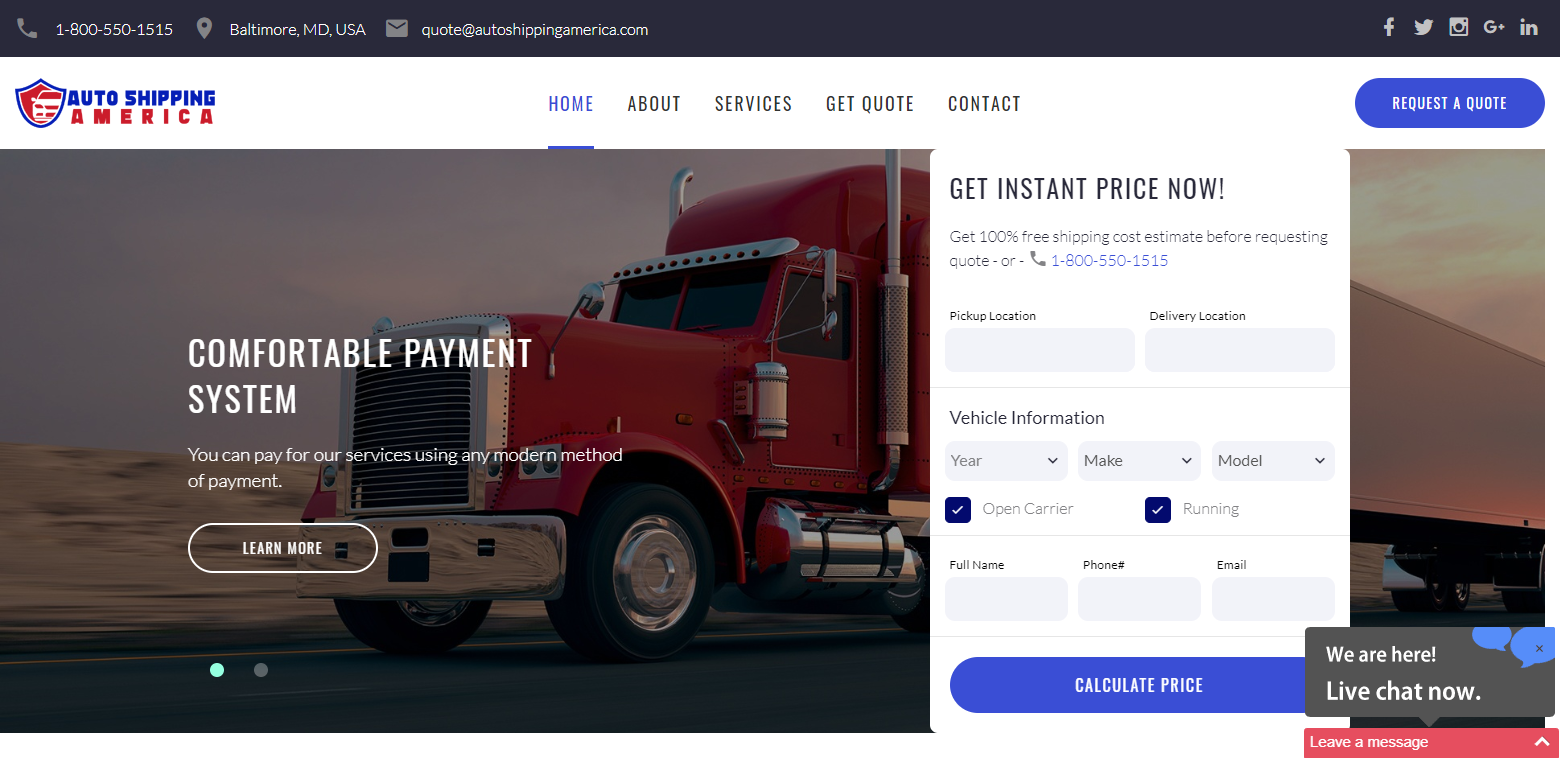 1-800-550-1515 Baltimore, MD, USA quote@autoshippingamerica.com
AUTO SHIPPING
AMERICA
HOME ABOUT SERVICES GET QUOTE CONTACT
REQUEST A QUOTE
COMFORTABLE PAYMENT
SYSTEM
You can pay for our services using any modern method
of payment.
LEARN MORE
GET INSTANT PRICE NOW!
Get 100% free shipping cost estimate before requesting
quote - or - 1-800-550-1515
Pickup Location Delivery Location
Vehicle Information
Year Make Model
Open Carrier Running
Full Name Phone# Email
CALCULATE PRICE
We are here!
Live chat now.
Leave a message